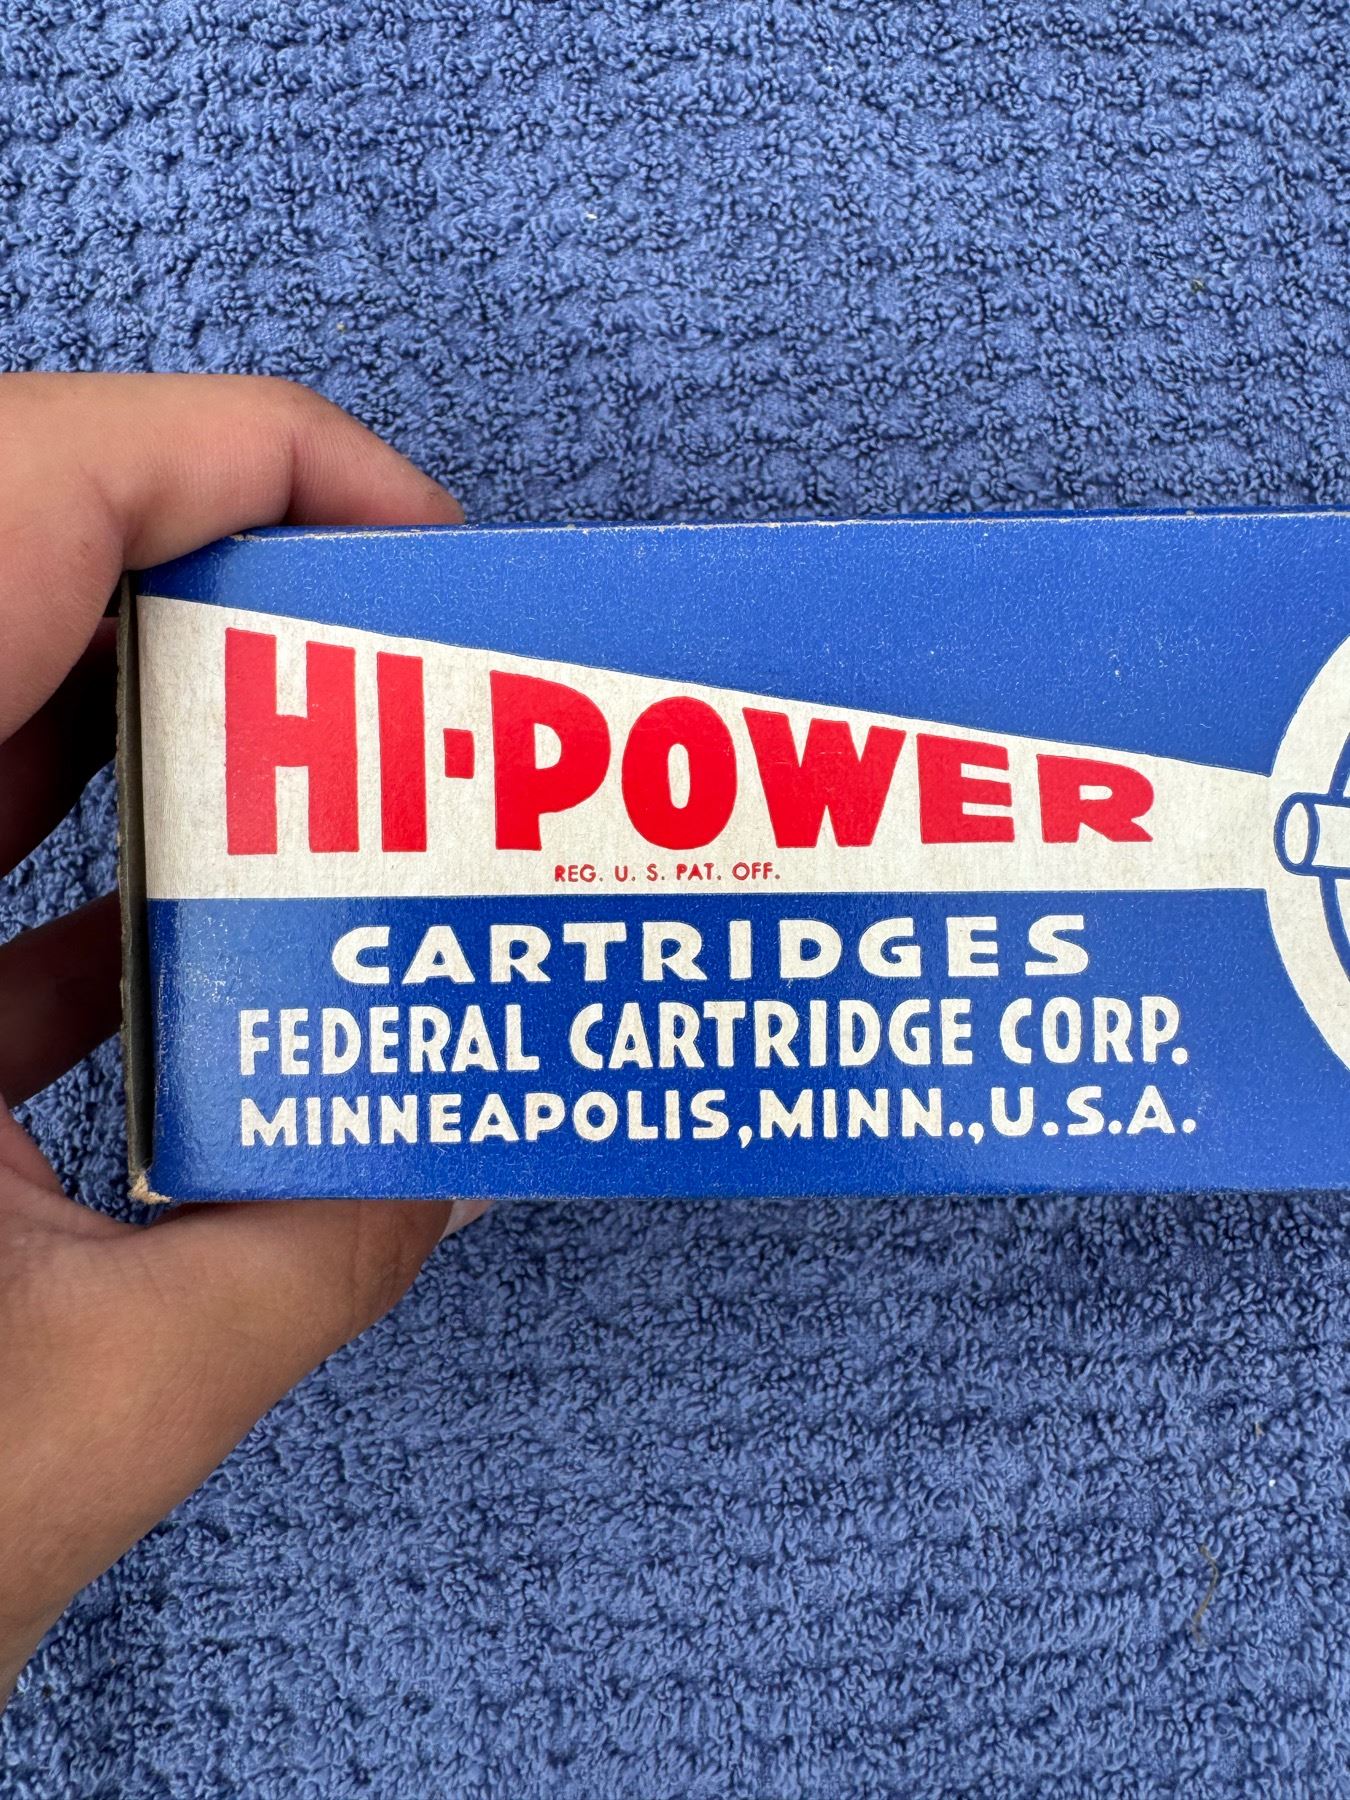 HI-POWER
REG. U. S. PAT. OFF.
CARTRIDGES
FEDERAL CARTRIDGE CORP.
MINNEAPOLIS, MINN., U.S.A.